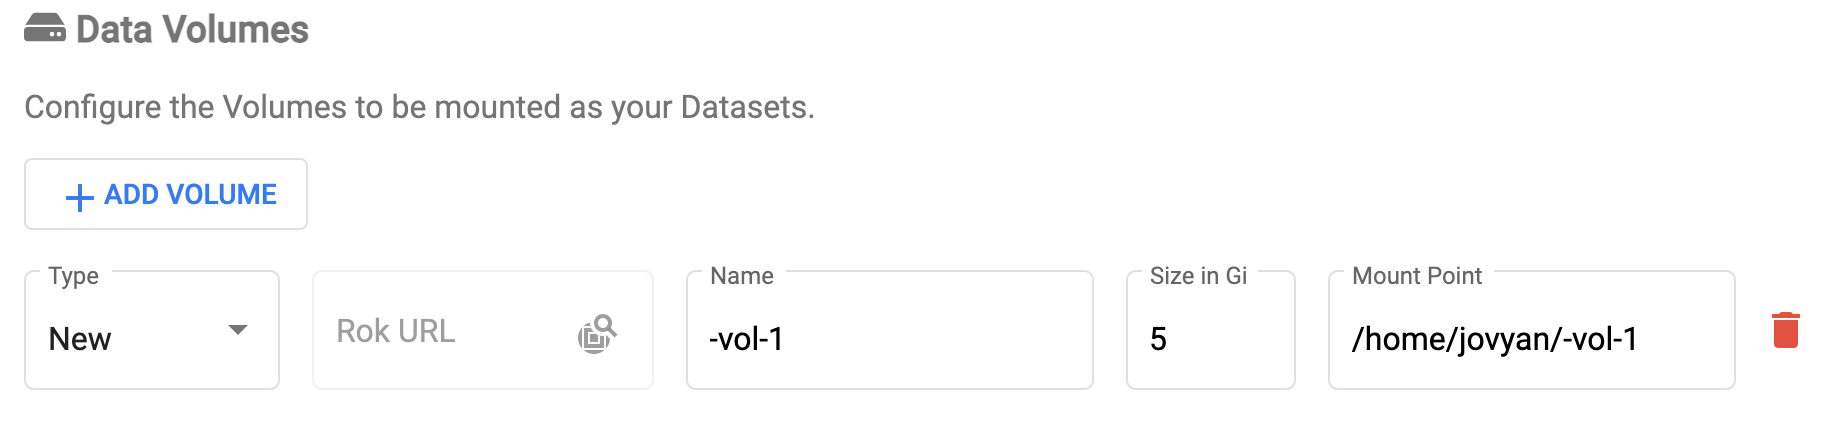 Data Volumes
Configure the Volumes to be mounted as your Datasets.
ADD VOLUME
Type
New
Rok URL
Name
-vol-1
Size in Gi
5
Mount Point
/home/jovyan/-vol-1